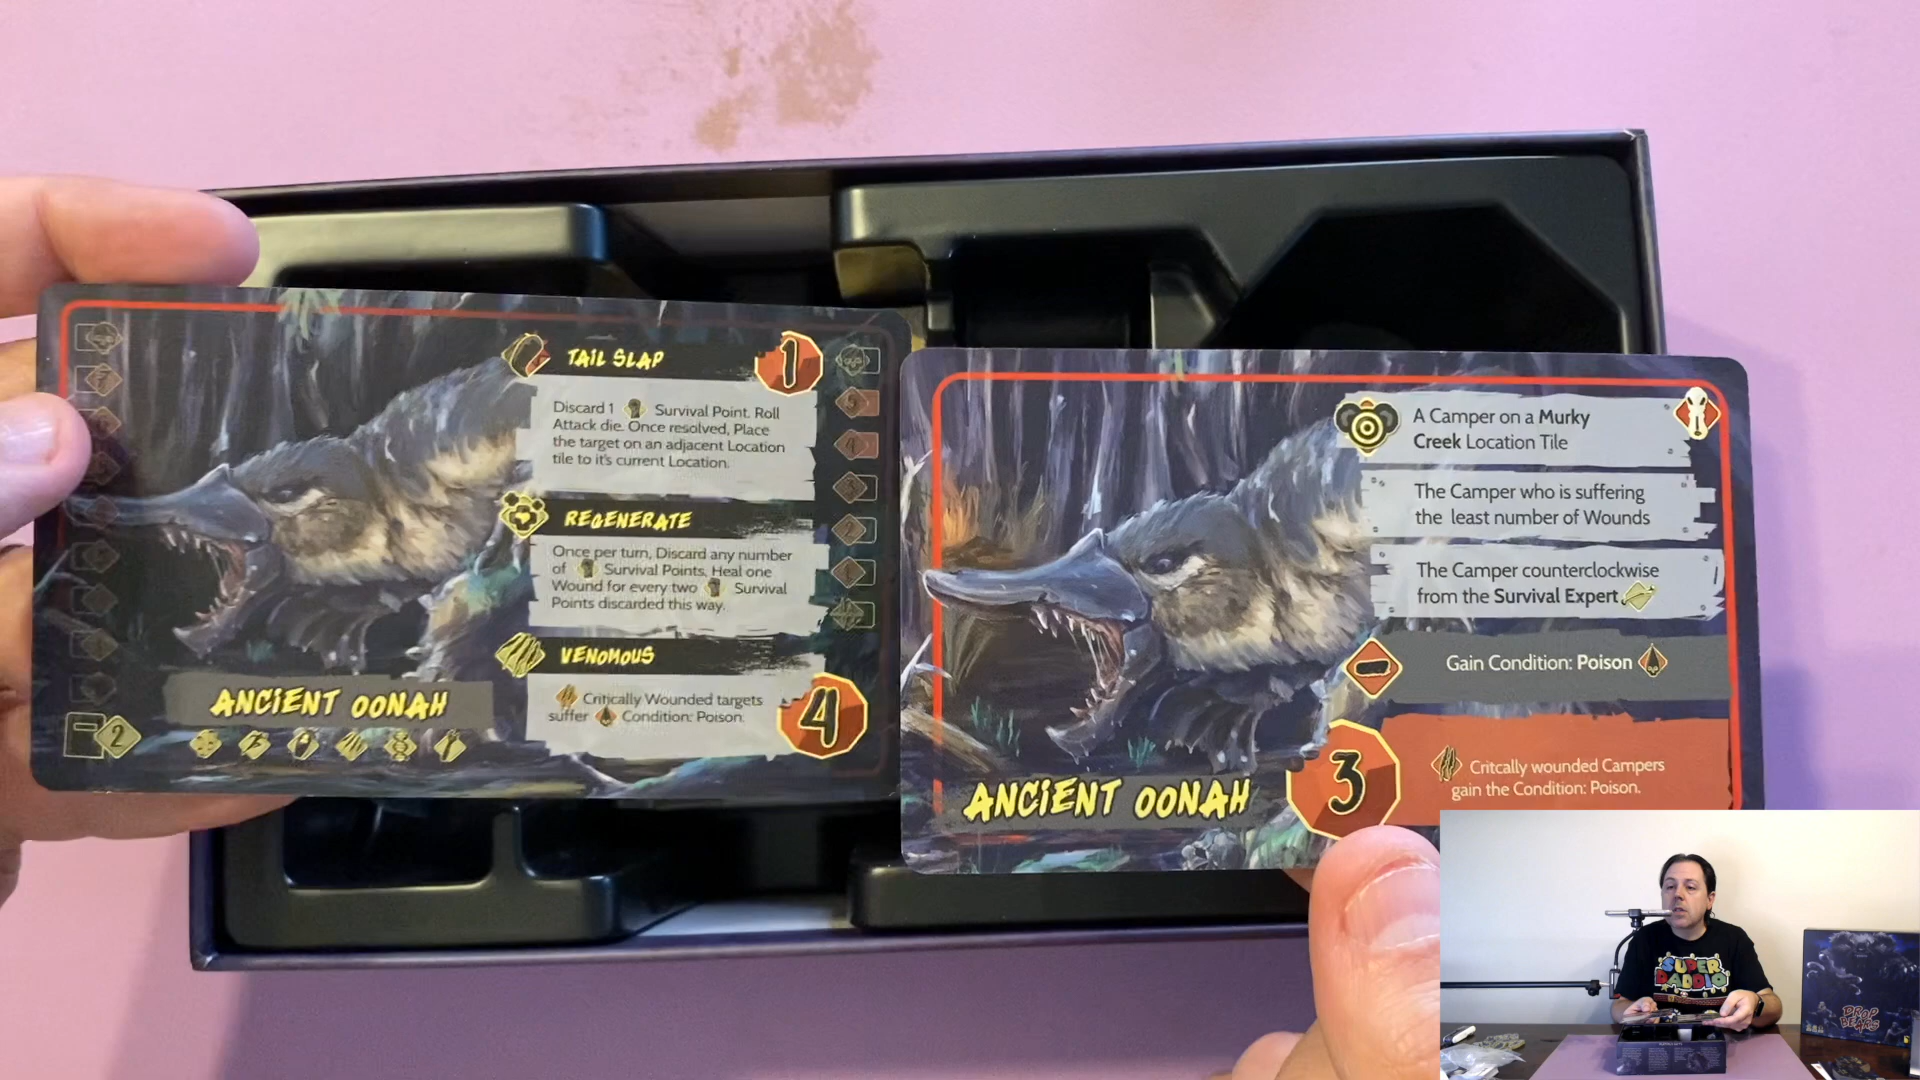 TAIL SLAP
1
Discard 1 Survival Point. Roll
Attack die. Once resolved, Place
the target on an adjacent Location
tile to it's current Location.
REGENERATE
Once per turn, Discard any number
of Survival Points, Heal one
Wound for every two Survival
Points discarded this way.
VENOMOUS
Critically Wounded targets
suffer Condition: Poison.
4
ANCIENT OONAH
2
5
4
3
2
1
A Camper on a Murky
Creek Location Tile
The Camper who is suffering
the least number of Wounds
The Camper counterclockwise
from the Survival Expert
Gain Condition: Poison
3
Critcally wounded Campers
gain the Condition: Poison.
ANCIENT OONAH
SUPER
DADDIO
DROP
BEARS